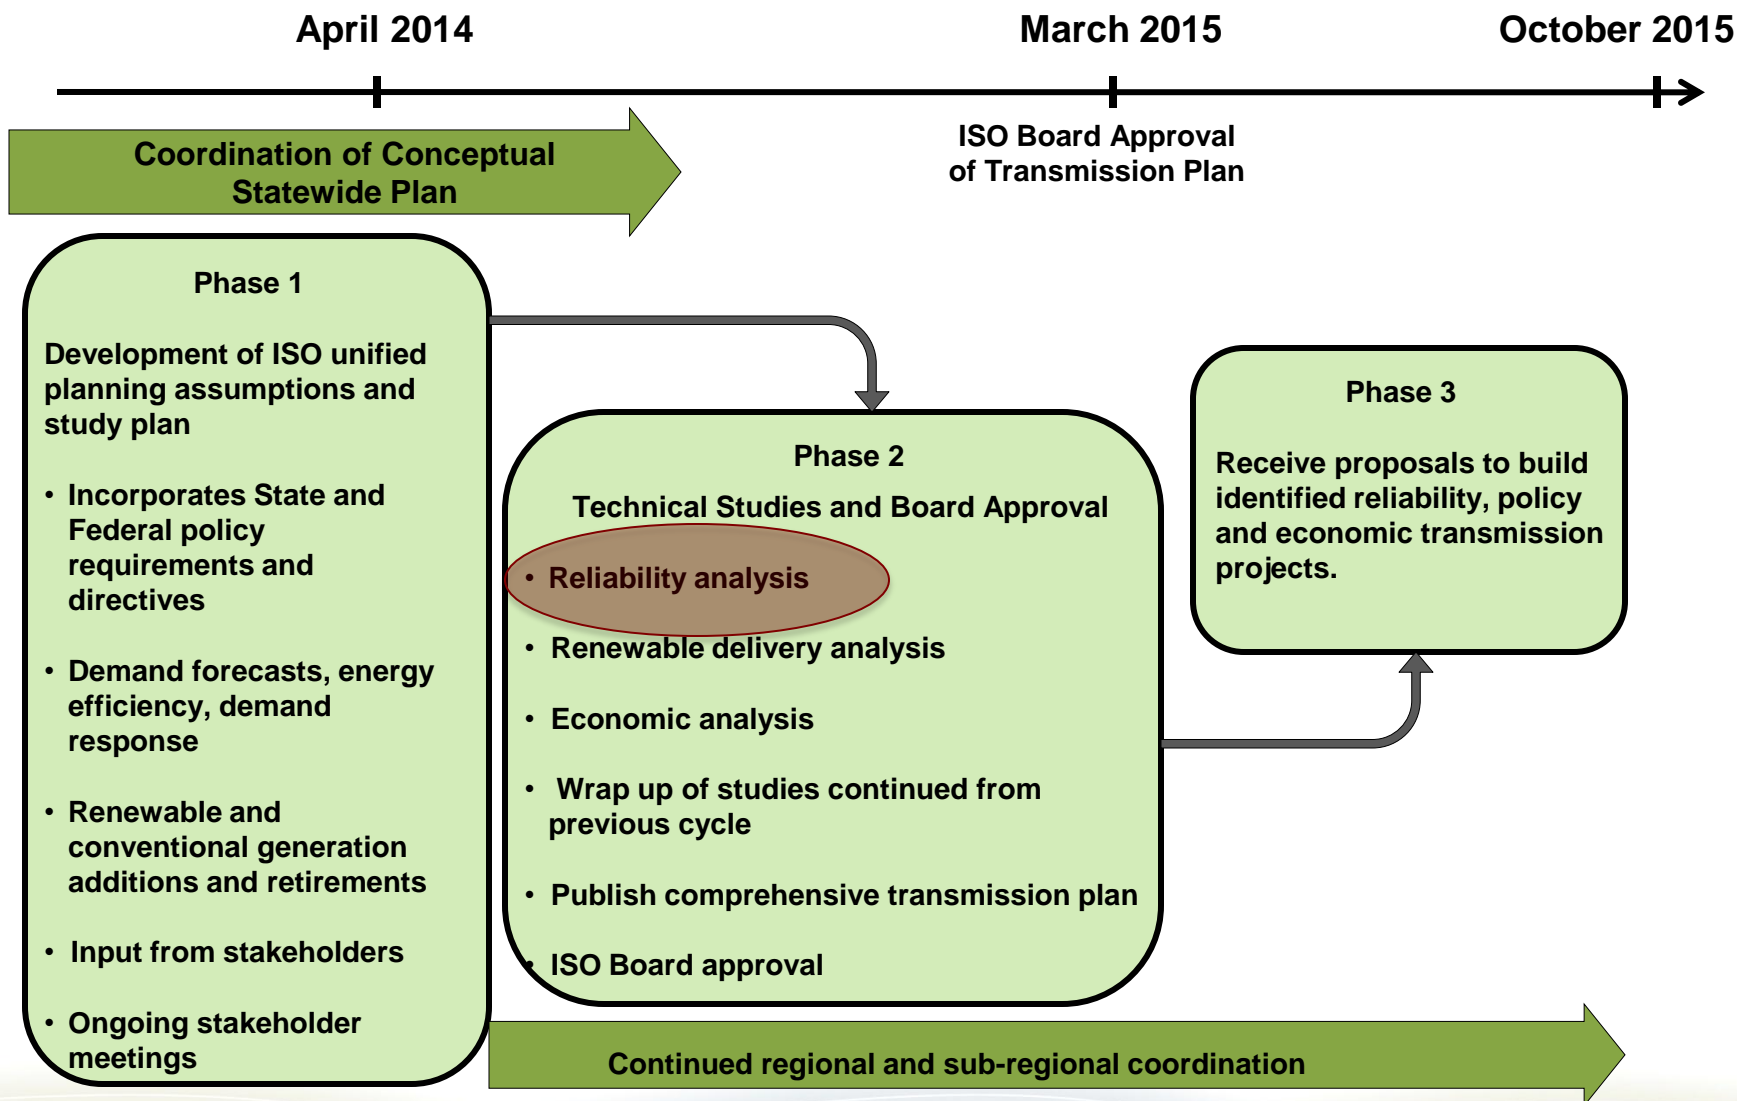 April 2014
March 2015
October 2015
Coordination of Conceptual
Statewide Plan
ISO Board Approval
of Transmission Plan
Phase 1
Development of ISO unified
planning assumptions and
study plan
• Incorporates State and
Federal policy
requirements and
directives
• Demand forecasts, energy
efficiency, demand
response
• Renewable and
conventional generation
additions and retirements
• Input from stakeholders
• Ongoing stakeholder
meetings
Phase 2
Technical Studies and Board Approval
• Reliability analysis
• Renewable delivery analysis
• Economic analysis
• Wrap up of studies continued from
previous cycle
• Publish comprehensive transmission plan
• ISO Board approval
Phase 3
Receive proposals to build
identified reliability, policy
and economic transmission
projects.
Continued regional and sub-regional coordination